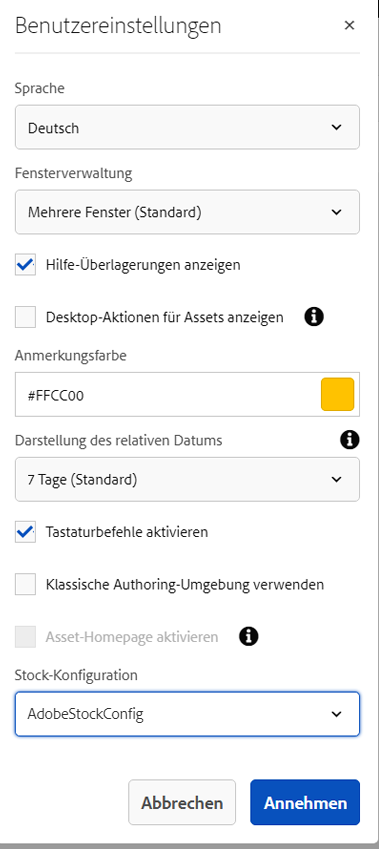 Benutzereinstellungen
Sprache
Deutsch
Fensterverwaltung
Mehrere Fenster (Standard)
Hilfe-Überlagerungen anzeigen
Desktop-Aktionen für Assets anzeigen
Anmerkungsfarbe
#FFCC00
Darstellung des relativen Datums
7 Tage (Standard)
Tastaturbefehle aktivieren
Klassische Authoring-Umgebung verwenden
Asset-Homepage aktivieren
Stock-Konfiguration
AdobeStockConfig
Abbrechen
Annehmen